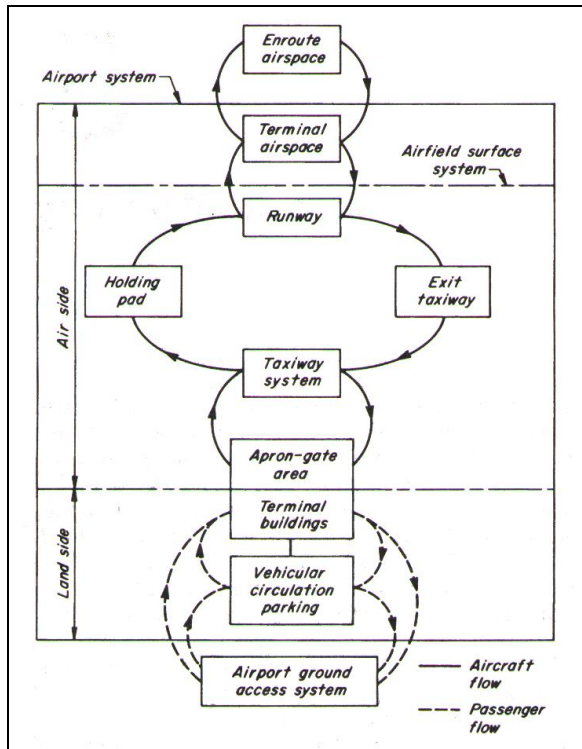 Enroute
airspace
Airport system
Terminal
airspace
Airfield surface
system
Runway
Holding
pad
Exit
taxiway
Air side
Taxiway
system
Apron-gate
area
Terminal
buildings
Land side
Vehicular
circulation
parking
Airport ground
access system
Aircraft
flow
Passenger
flow